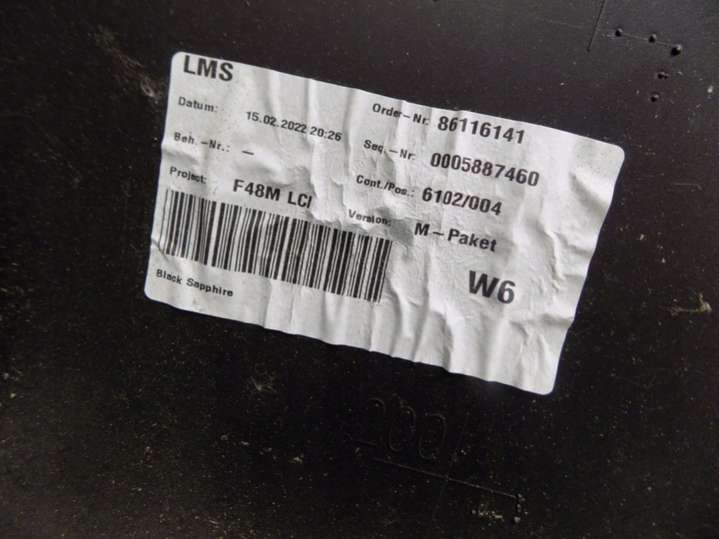 LMS
Datum: 15.02.2022 20:26
Order-Nr: 86116141
Beh.-Nr.: -
Seq.-Nr: 0005887460
Project: F48M LCI
Cont./Pos.: 6102/004
Version: M-Paket
W6
Black Sapphire